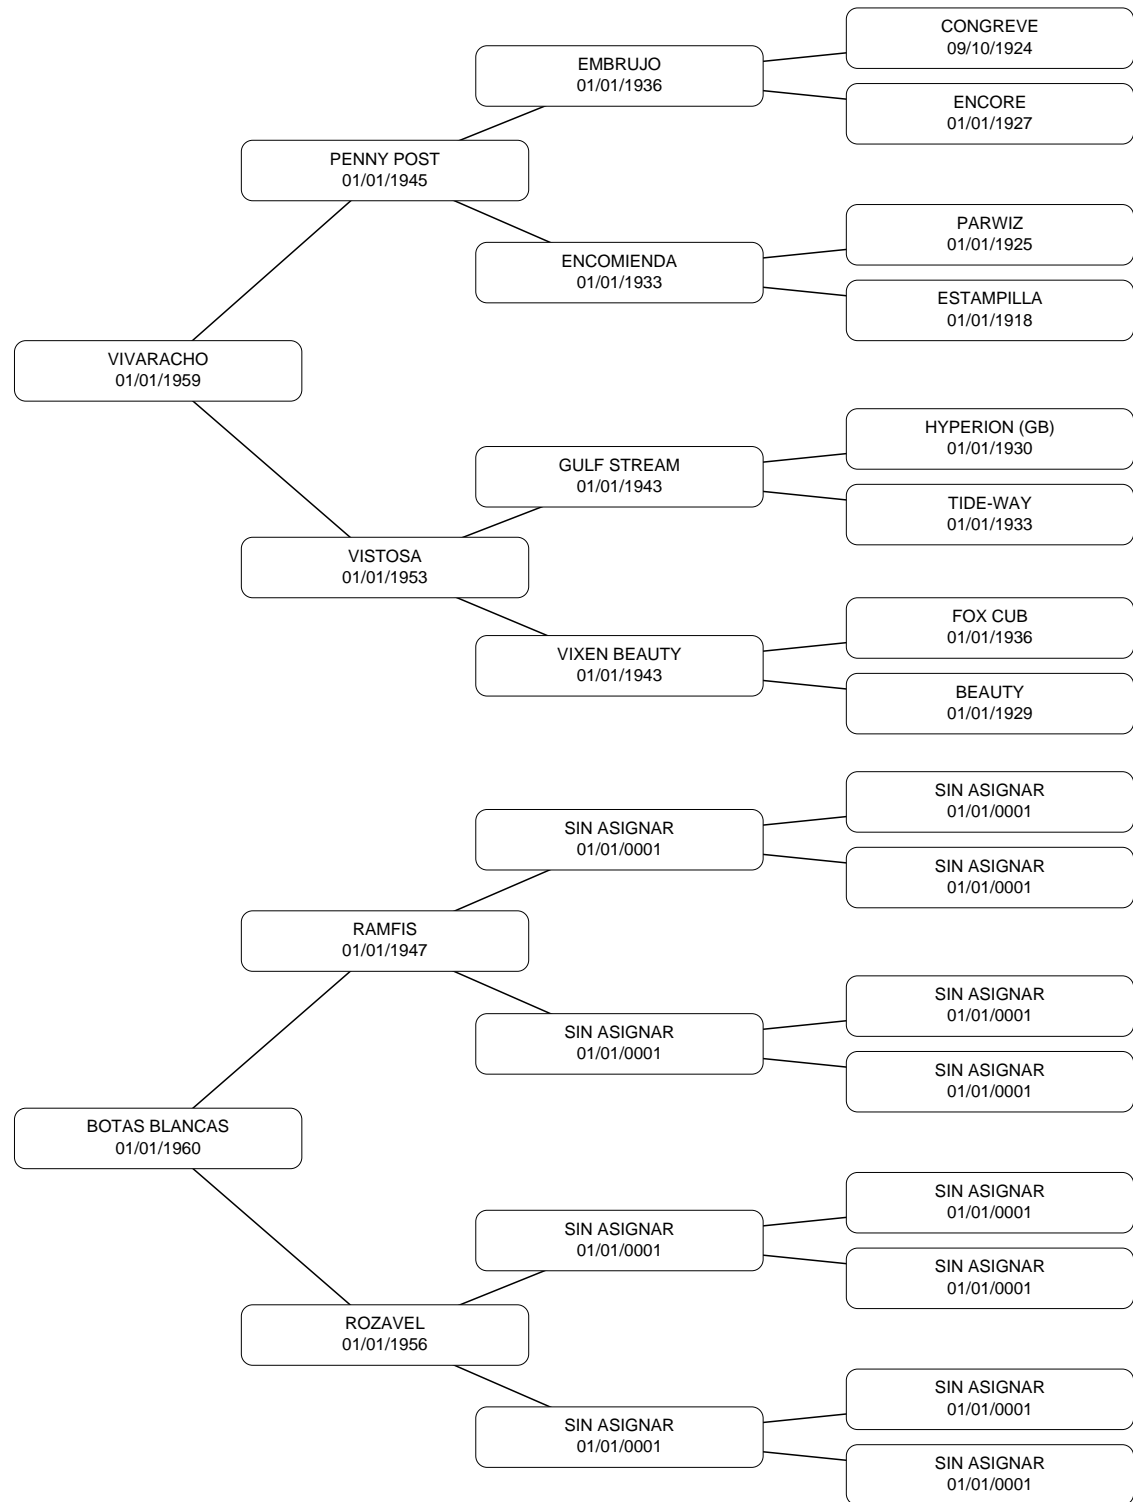 CONGREVE
09/10/1924
EMBRUJO
01/01/1936
ENCORE
01/01/1927
PENNY POST
01/01/1945
PARWIZ
01/01/1925
ENCOMIENDA
01/01/1933
ESTAMPILLA
01/01/1918
VIVARACHO
01/01/1959
HYPERION (GB)
01/01/1930
GULF STREAM
01/01/1943
TIDE-WAY
01/01/1933
VISTOSA
01/01/1953
FOX CUB
01/01/1936
VIXEN BEAUTY
01/01/1943
BEAUTY
01/01/1929
SIN ASIGNAR
01/01/0001
SIN ASIGNAR
01/01/0001
SIN ASIGNAR
01/01/0001
RAMFIS
01/01/1947
SIN ASIGNAR
01/01/0001
SIN ASIGNAR
01/01/0001
SIN ASIGNAR
01/01/0001
BOTAS BLANCAS
01/01/1960
SIN ASIGNAR
01/01/0001
SIN ASIGNAR
01/01/0001
SIN ASIGNAR
01/01/0001
ROZAVEL
01/01/1956
SIN ASIGNAR
01/01/0001
SIN ASIGNAR
01/01/0001
SIN ASIGNAR
01/01/0001